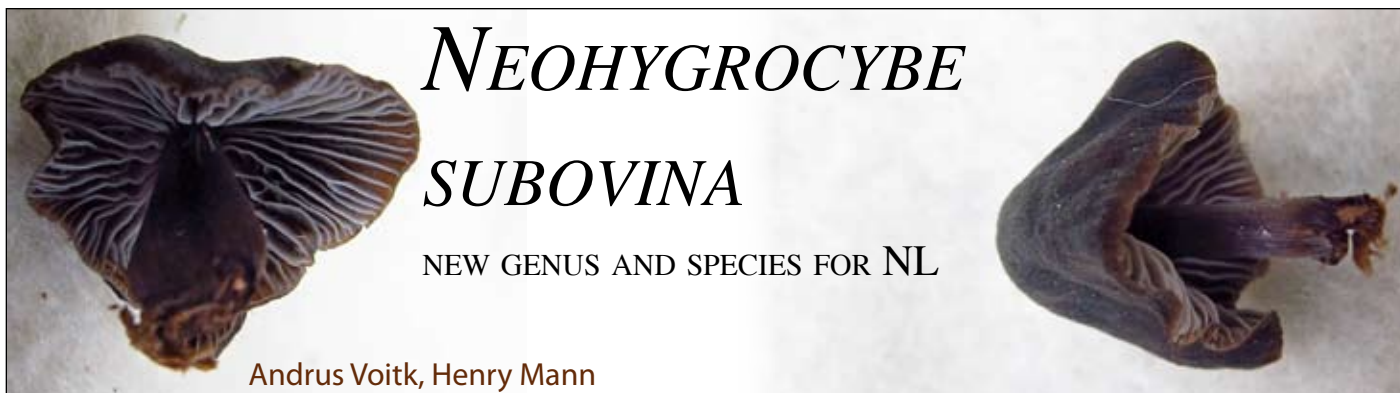 NEOHYGROCYBE
SUBOVINA
NEW GENUS AND SPECIES FOR NL
Andrus Voitk, Henry Mann